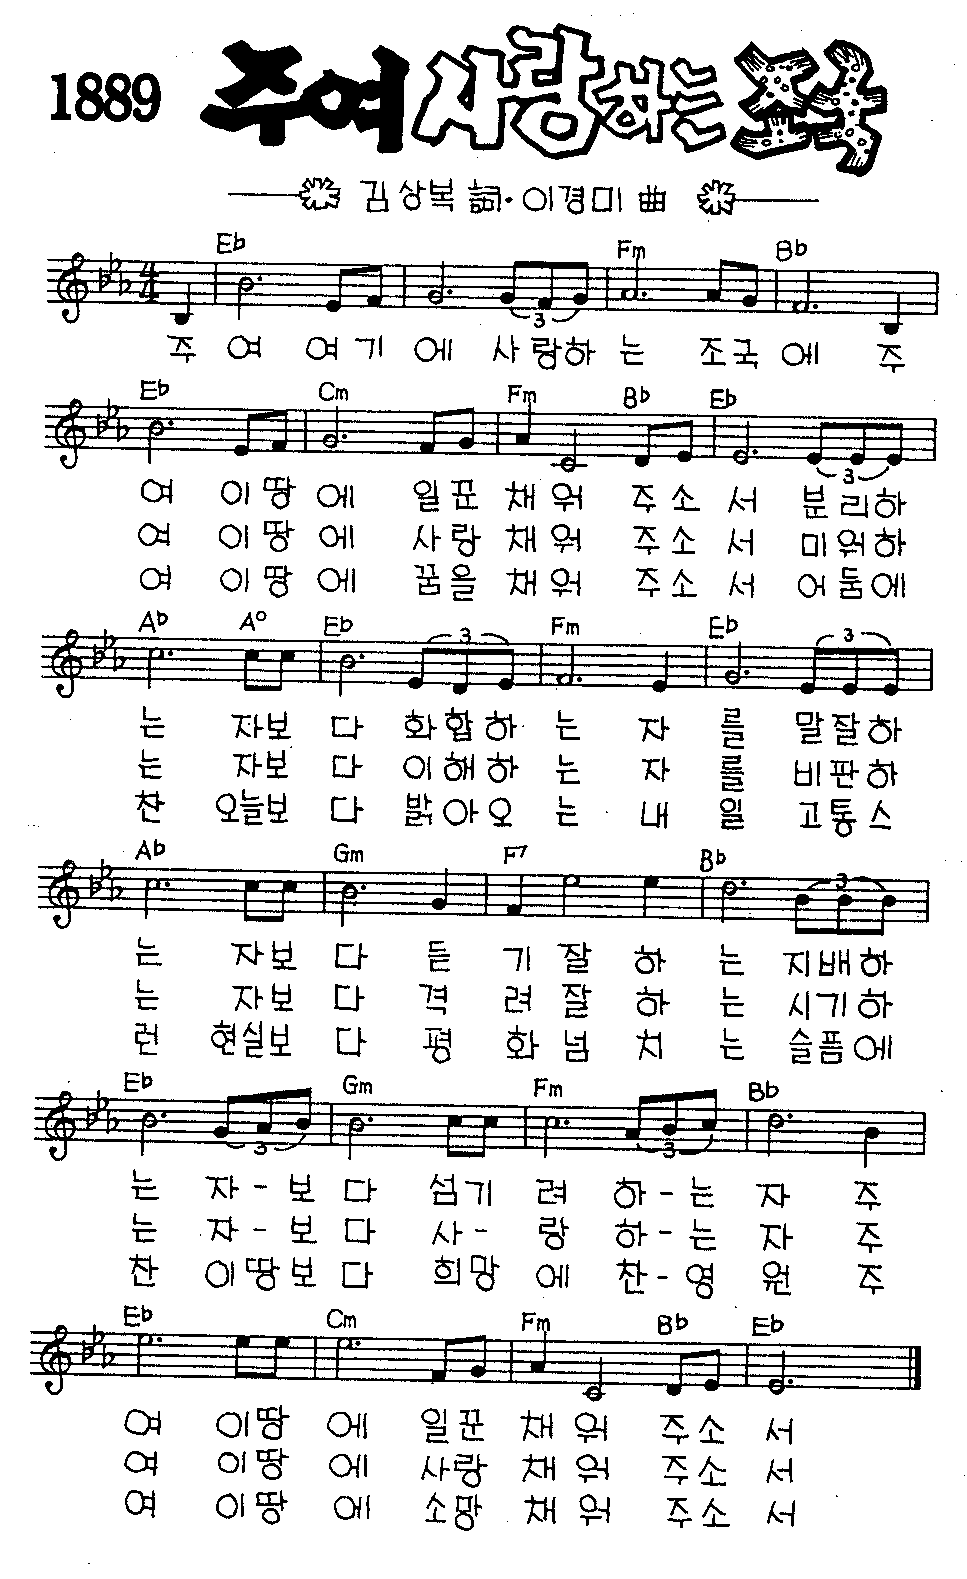 1889 주여 사랑하는 조국
김상복 詞·이경미 曲
Eb Fm Bb
주 여 여기에 사랑하는 조국에 주
Eb Cm Fm Bb Eb
여 이땅에 일꾼 채워 주소서 분리하
여 이땅에 사랑 채워 주소서 미워하
여 이땅에 꿈을 채워 주소서 어둠에
Ab A° Eb Fm Eb
는 자보다 화합하는 자를 말잘하
는 자보다 이해하는 자를 비판하
찬 오늘보다 밝아오는 내일 고통스
Ab Gm F7 Bb
는 자보다 듣기 잘하는 지배하
는 자보다 격려 잘하는 시기하
런 현실보다 평화 넘치는 슬픔에
Eb Gm Fm Bb
는 자-보다 섬기려 하-는 자 주
는 자-보다 사-랑하-는 자 주
찬 이땅보다 희망에 찬-영원 주
Eb Cm Fm Bb Eb
여 이땅에 일꾼 채워 주소서
여 이땅에 사랑 채워 주소서
여 이땅에 소망 채워 주소서